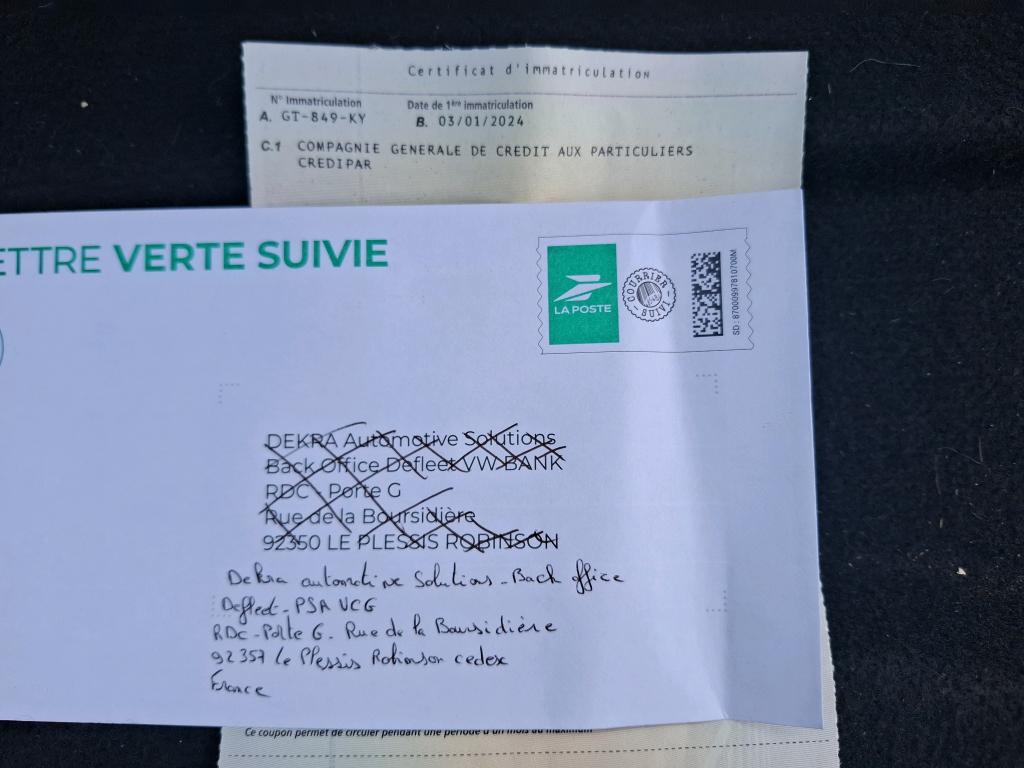 Certificat d'immatriculation
N° Immatriculation Date de 1ère immatriculation
A. GT-849-KY B. 03/01/2024
C.1 COMPAGNIE GENERALE DE CREDIT AUX PARTICULIERS
CREDIPAR
ETTRE VERTE SUIVIE
LA POSTE
COURRIER SUIVI
SD : 87000997810700M
DEKRA Automotive Solutions
Back Office Defleet VW BANK
RDC - Porte G
Rue de la Boursidière
92350 LE PLESSIS ROBINSON
Dekra automotive Solutions - Back office
Defleet - PSA VCG
RDC - Porte G. Rue de la Boursidière
92357 le Plessis Robinson cedex
France
Ce coupon permet de circuler pendant une période d'un mois au maximum